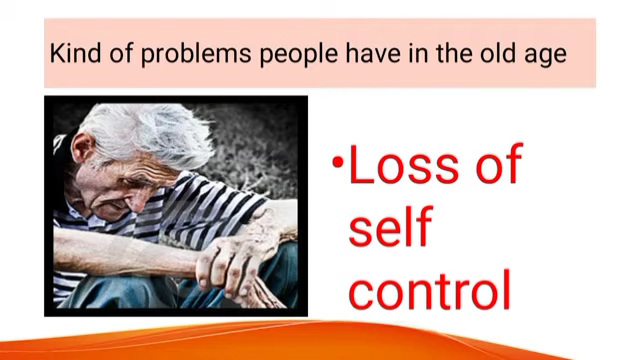 Kind of problems people have in the old age
•Loss of
self
control